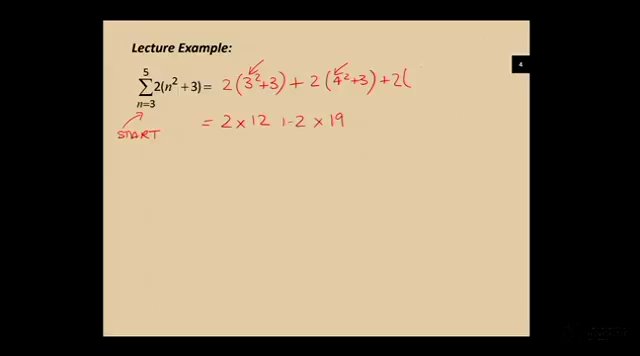 Lecture Example:
4
5
∑ 2(n² + 3) = 2(3²+3) + 2(4²+3) + 2(
n=3
START
= 2 × 12 + 2 × 19